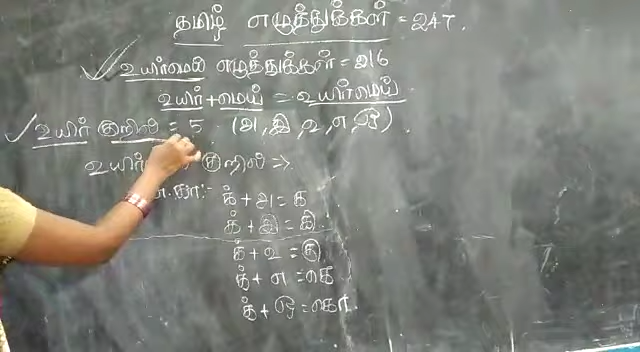 தமிழ் எழுத்துக்கள் = 247.
உயிர்மெய் எழுத்துக்கள் = 216
உயிர் + மெய் = உயிர்மெய்
உயிர் குறில் = 5 (அ, இ, உ, எ, ஒ)
உயிர் குறில் =>
எ.கா:-
க் + அ = க
க் + இ = கி
க் + உ = கு
க் + எ = கெ
க் + ஒ = கொ.